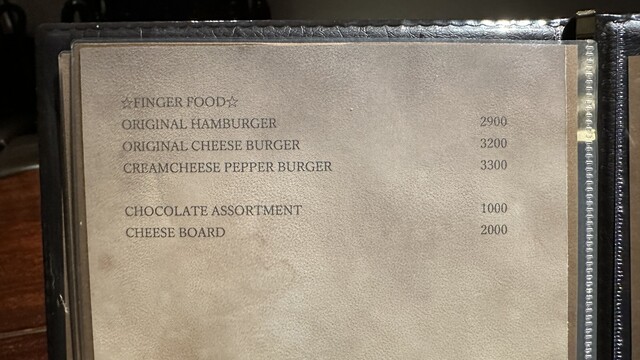 ☆FINGER FOOD☆
ORIGINAL HAMBURGER 2900
ORIGINAL CHEESE BURGER 3200
CREAMCHEESE PEPPER BURGER 3300
CHOCOLATE ASSORTMENT 1000
CHEESE BOARD 2000